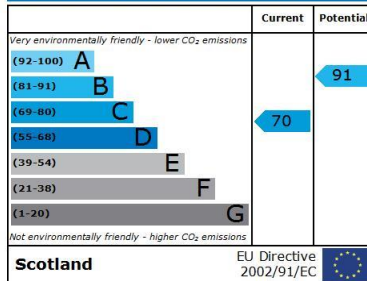 Current Potential
Very environmentally friendly - lower CO₂ emissions
(92-100) A
(81-91) B
91
(69-80) C
70
(55-68) D
(39-54) E
(21-38) F
(1-20) G
Not environmentally friendly - higher CO₂ emissions
Scotland
EU Directive
2002/91/EC